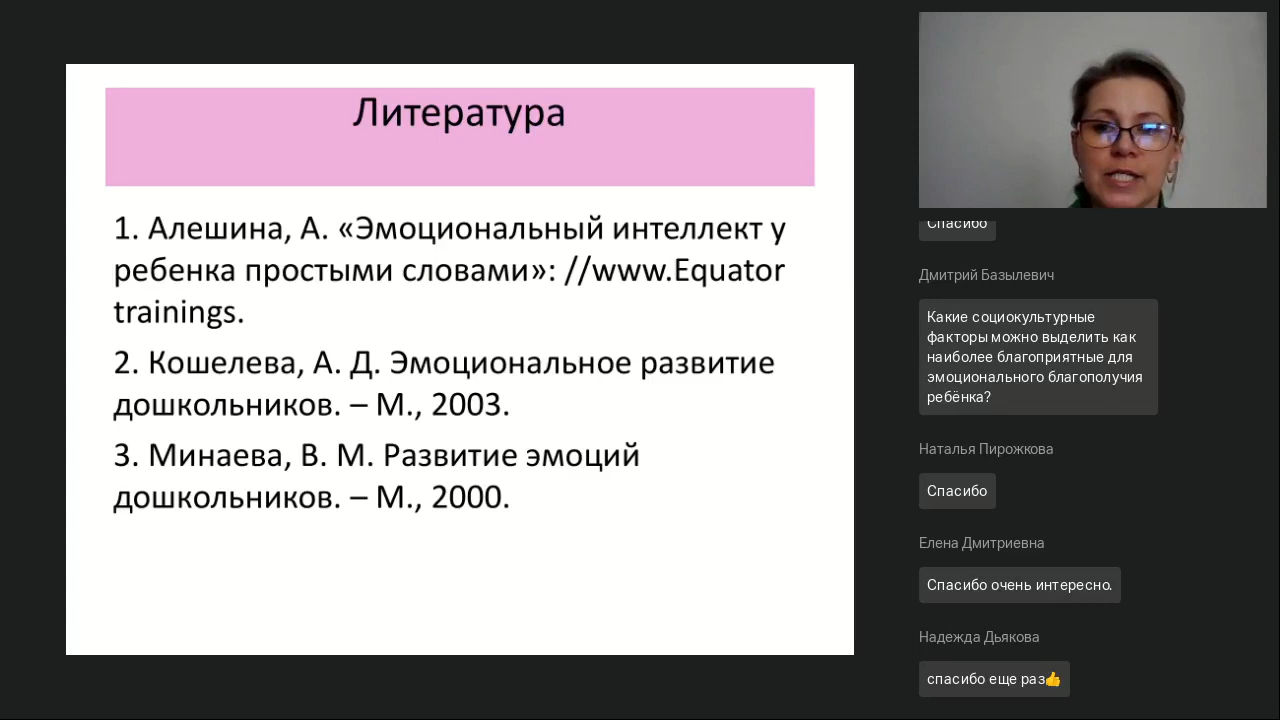 Литература
1. Алешина, А. «Эмоциональный интеллект у
ребенка простыми словами»: //www.Equator
trainings.
2. Кошелева, А. Д. Эмоциональное развитие
дошкольников. – М., 2003.
3. Минаева, В. М. Развитие эмоций
дошкольников. – М., 2000.
Спасибо
Дмитрий Базылевич
Какие социокультурные
факторы можно выделить как
наиболее благоприятные для
эмоционального благополучия
ребёнка?
Наталья Пирожкова
Спасибо
Елена Дмитриевна
Спасибо очень интересно.
Надежда Дьякова
спасибо еще раз👍